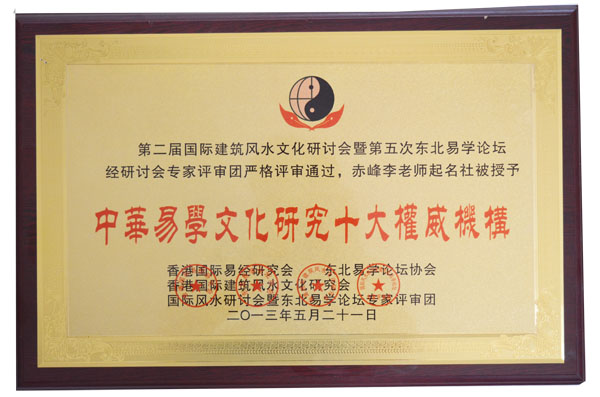 第二届国际建筑风水文化研讨会暨第五次东北易学论坛
经研讨会专家评审团严格评审通过，赤峰李老师起名社被授予
中華易學文化研究十大權威機構
香港国际易经研究会 东北易学论坛协会
香港国际建筑风水文化研究会
国际风水研讨会暨东北易学论坛专家评审团
二〇一三年五月二十一日